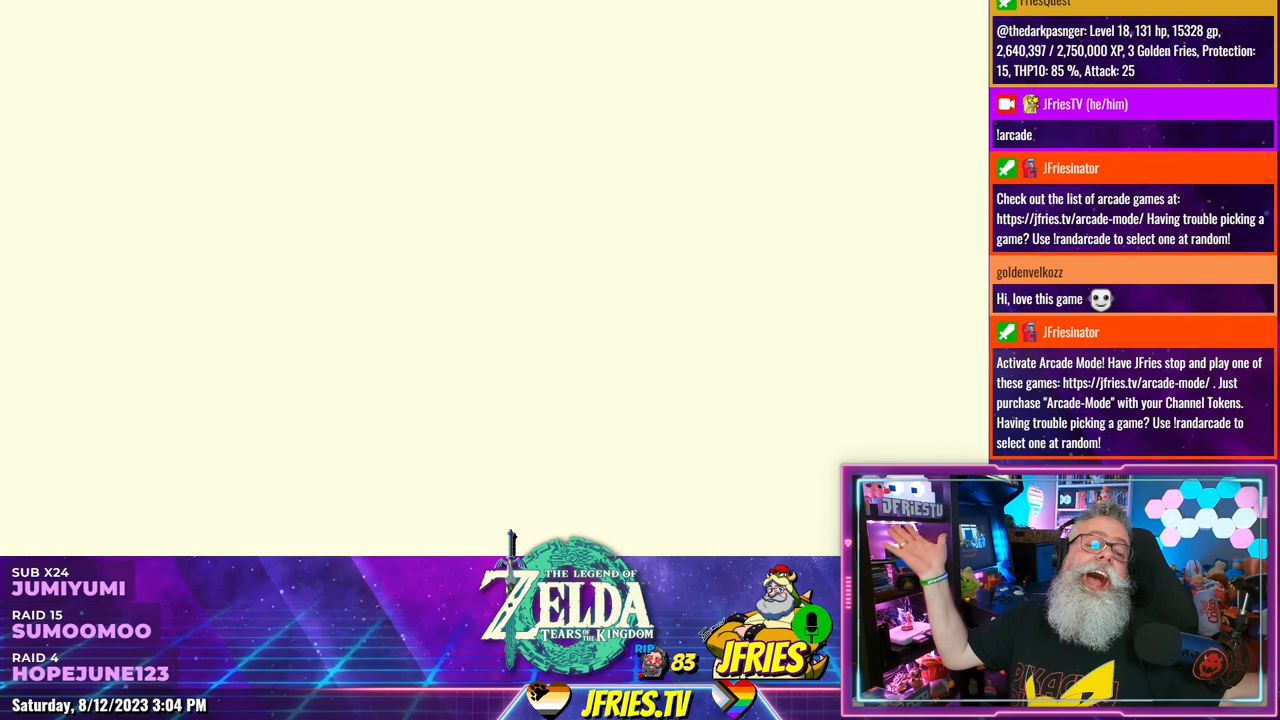 FriesQuest
@thedarkpasnger: Level 18, 131 hp, 15328 gp,
2,640,397 / 2,750,000 XP, 3 Golden Fries, Protection:
15, THP10: 85 %, Attack: 25
JFriesTV (he/him)
!arcade
JFriesinator
Check out the list of arcade games at:
https://jfries.tv/arcade-mode/ Having trouble picking a
game? Use !randarcade to select one at random!
goldenvelkozz
Hi, love this game
JFriesinator
Activate Arcade Mode! Have JFries stop and play one of
these games: https://jfries.tv/arcade-mode/ . Just
purchase "Arcade-Mode" with your Channel Tokens.
Having trouble picking a game? Use !randarcade to
select one at random!
JFRIESTV
SUB X24
JUMIYUMI
RAID 15
SUMOOMOO
RAID 4
HOPEJUNE123
Saturday, 8/12/2023 3:04 PM
THE LEGEND OF
ZELDA
TEARS OF THE KINGDOM
RIP
83
JFRIES
JFRIES.TV